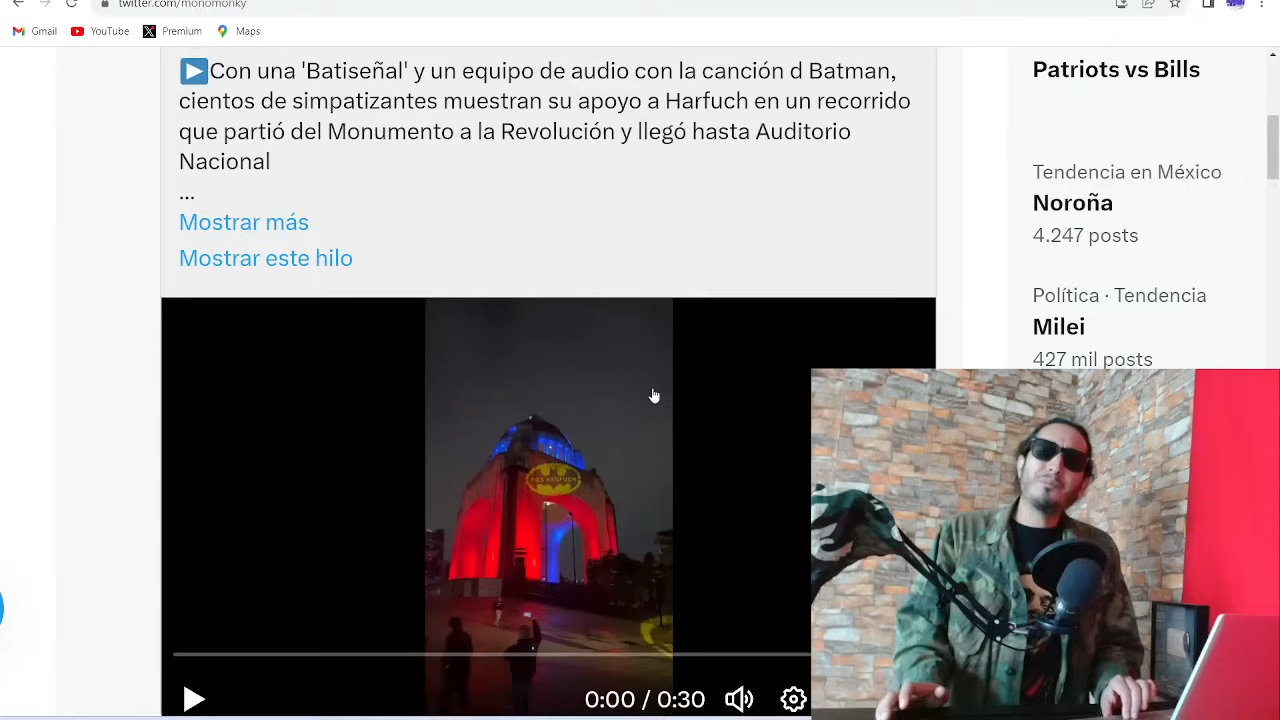 twitter.com/monomonky
Gmail
YouTube
Premium
Maps
▶Con una 'Batiseñal' y un equipo de audio con la canción d Batman,
cientos de simpatizantes muestran su apoyo a Harfuch en un recorrido
que partió del Monumento a la Revolución y llegó hasta Auditorio
Nacional
...
Mostrar más
Mostrar este hilo
HARFUCH
0:00 / 0:30
Patriots vs Bills
Tendencia en México
Noroña
4.247 posts
Política · Tendencia
Milei
427 mil posts